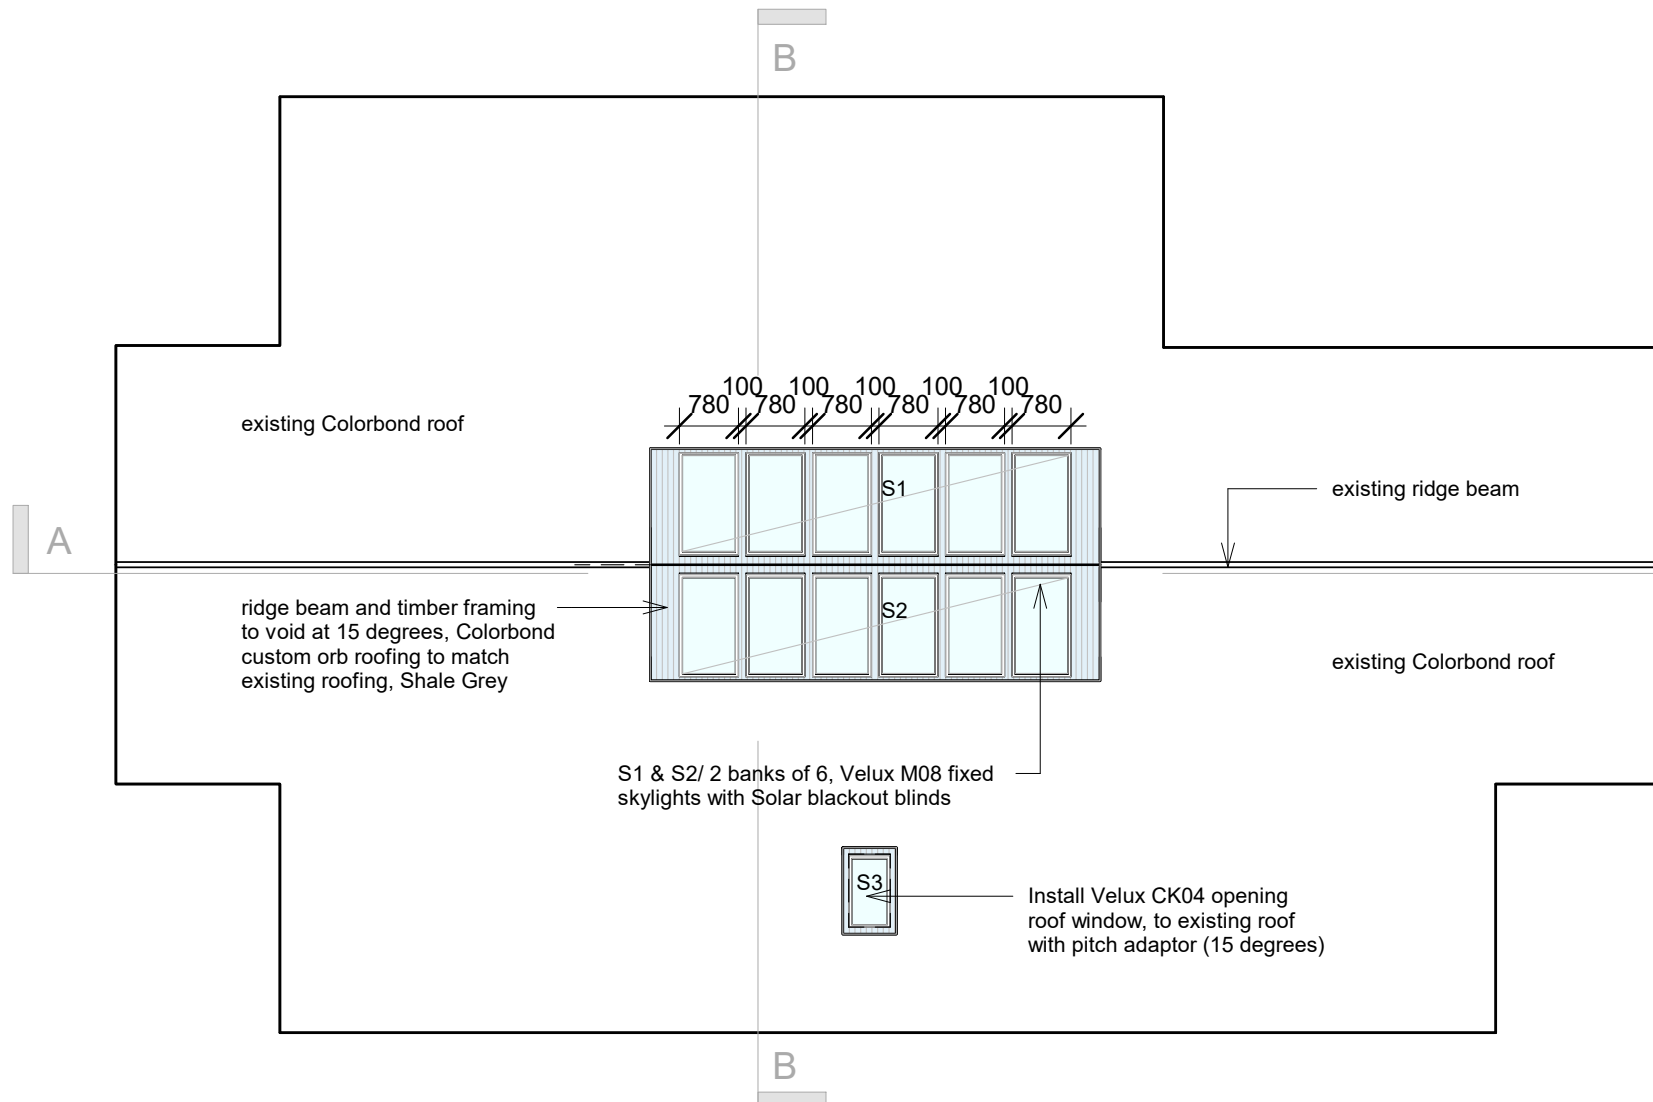 B
100 100 100 100 100
780 780 780 780 780 780
existing Colorbond roof
S1
existing ridge beam
A
ridge beam and timber framing
to void at 15 degrees, Colorbond
custom orb roofing to match
existing roofing, Shale Grey
S2
existing Colorbond roof
S1 & S2/ 2 banks of 6, Velux M08 fixed
skylights with Solar blackout blinds
S3
Install Velux CK04 opening
roof window, to existing roof
with pitch adaptor (15 degrees)
B